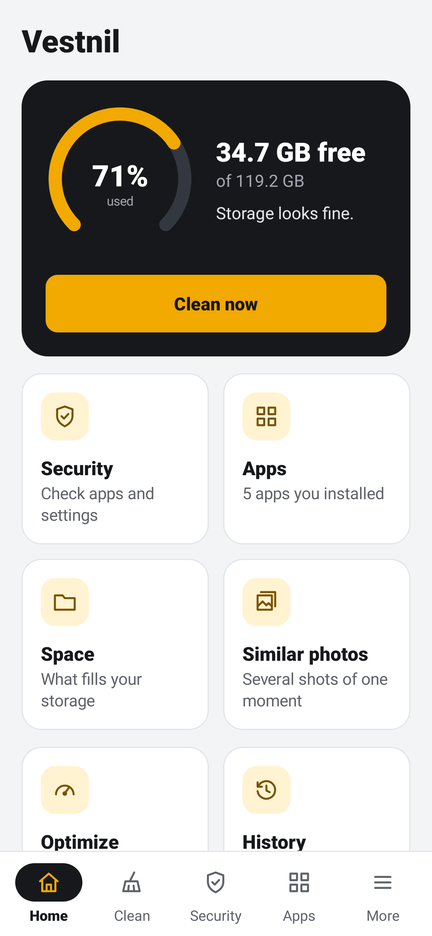 Vestnil
71%
used
34.7 GB free
of 119.2 GB
Storage looks fine.
Clean now
Security
Check apps and
settings
Apps
5 apps you installed
Space
What fills your
storage
Similar photos
Several shots of one
moment
Optimize
History
Home
Clean
Security
Apps
More